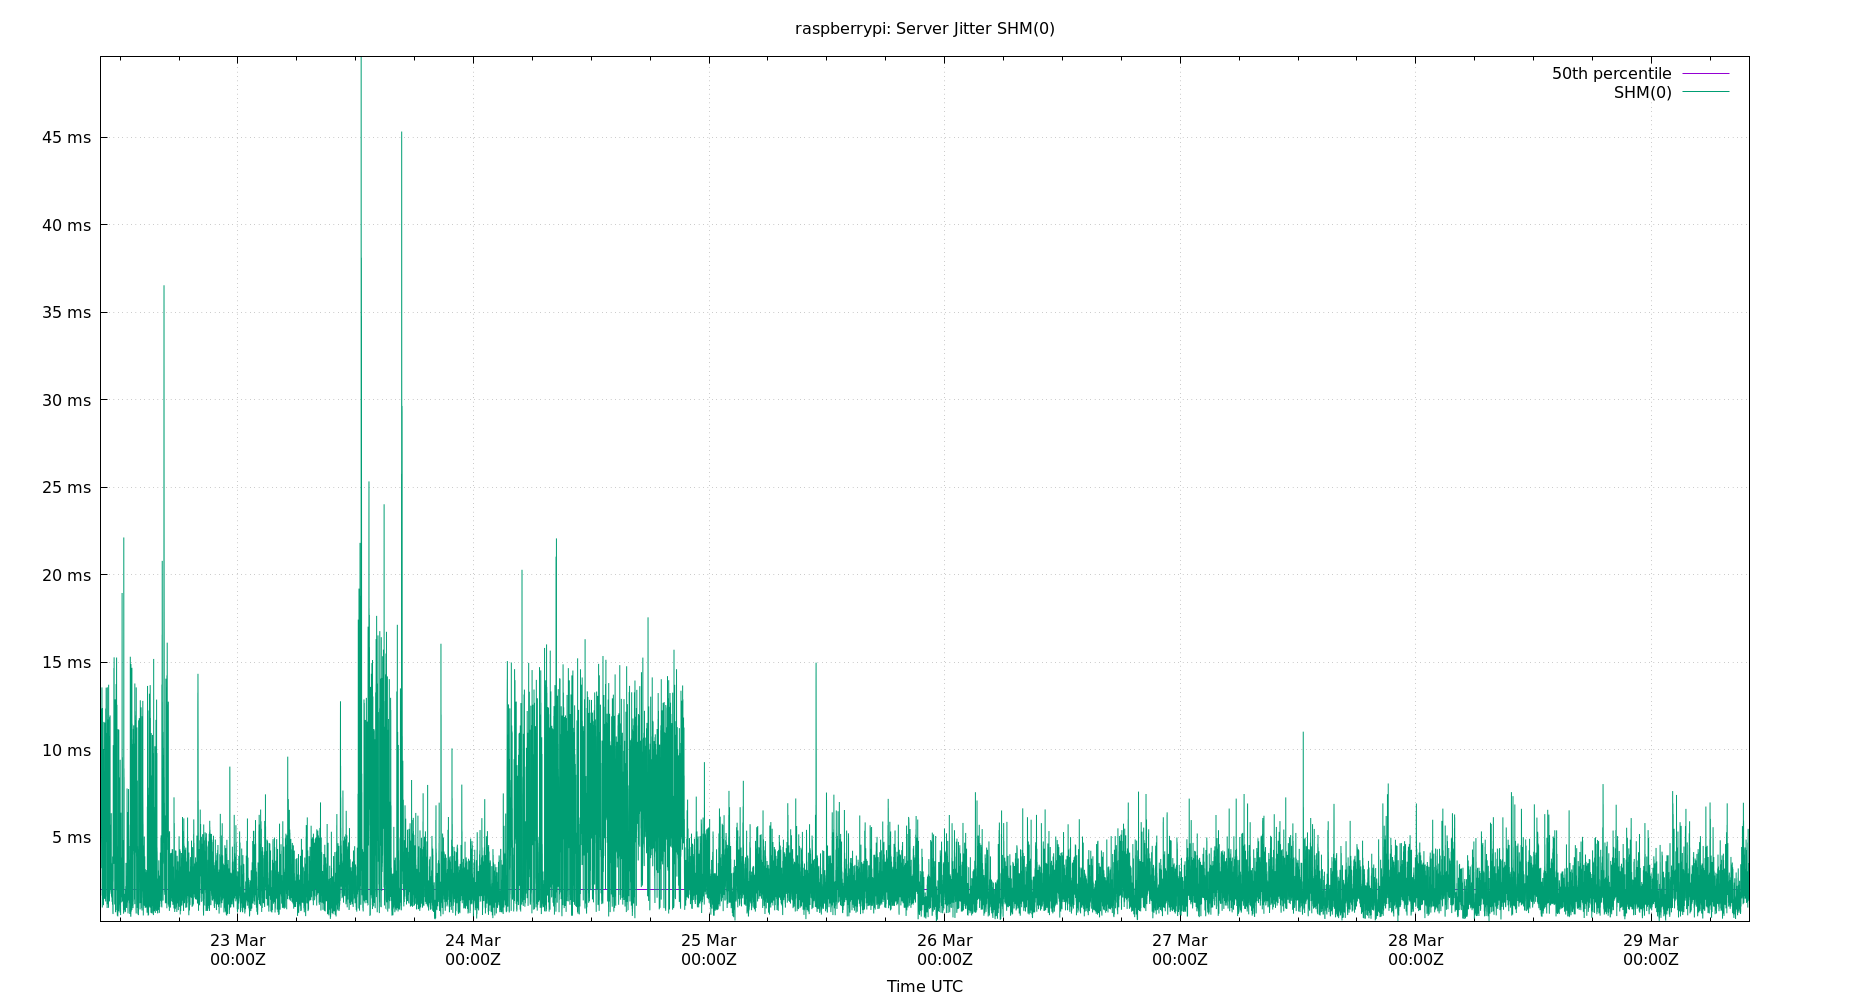 raspberrypi: Server Jitter SHM(0)
50th percentile
SHM(0)
45 ms
40 ms
35 ms
30 ms
25 ms
20 ms
15 ms
10 ms
5 ms
23 Mar 24 Mar 25 Mar 26 Mar 27 Mar 28 Mar 29 Mar
00:00Z 00:00Z 00:00Z 00:00Z 00:00Z 00:00Z 00:00Z
Time UTC